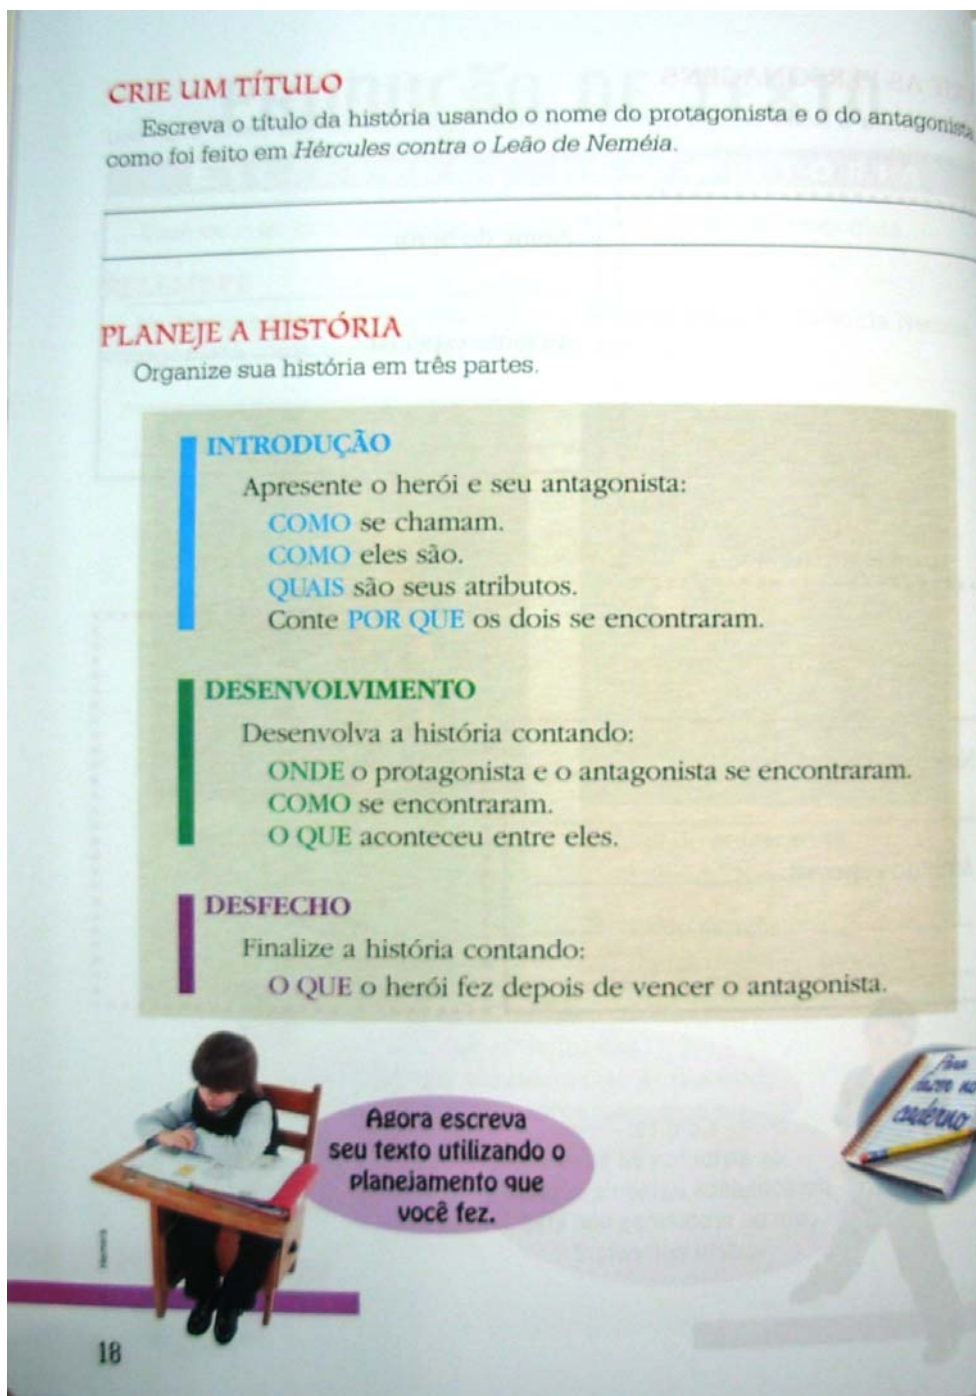 CRIE UM TÍTULO
Escreva o título da história usando o nome do protagonista e o do antagonista,
como foi feito em Hércules contra o Leão de Neméia.
PLANEJE A HISTÓRIA
Organize sua história em três partes.
INTRODUÇÃO
Apresente o herói e seu antagonista:
COMO se chamam.
COMO eles são.
QUAIS são seus atributos.
Conte POR QUE os dois se encontraram.
DESENVOLVIMENTO
Desenvolva a história contando:
ONDE o protagonista e o antagonista se encontraram.
COMO se encontraram.
O QUE aconteceu entre eles.
DESFECHO
Finalize a história contando:
O QUE o herói fez depois de vencer o antagonista.
Para
fazer no
caderno
Agora escreva
seu texto utilizando o
planejamento que
você fez.
18